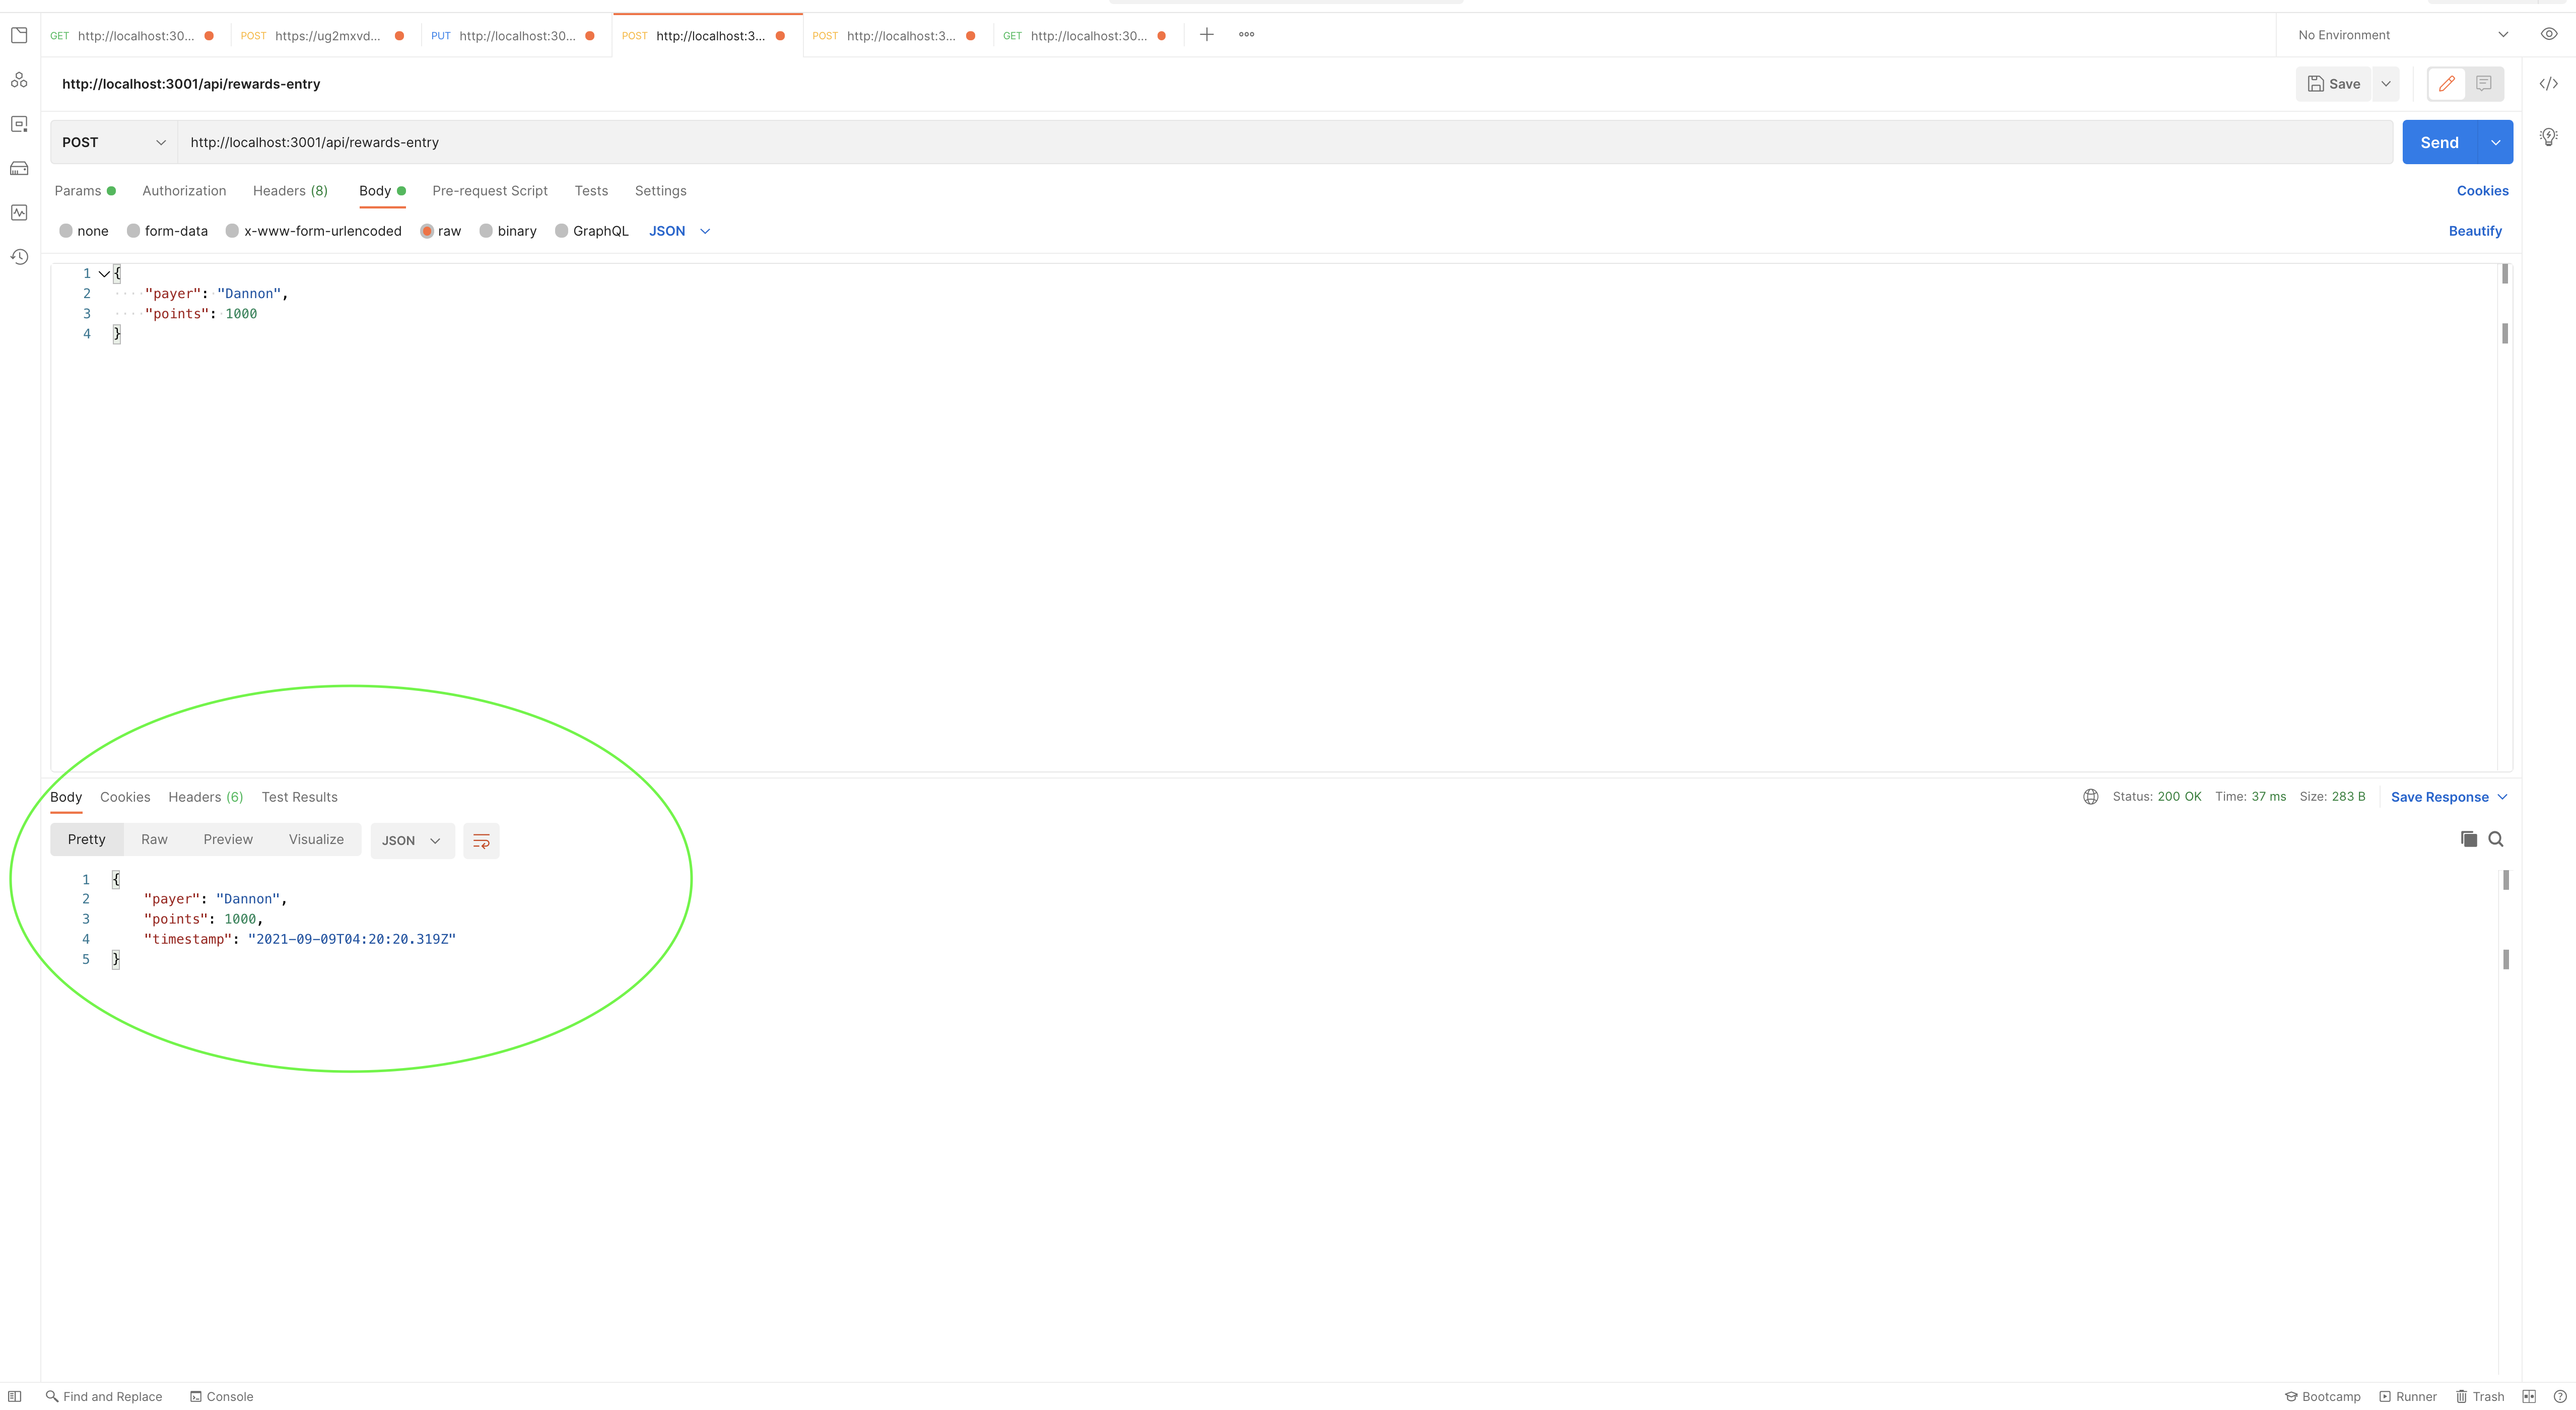 GET http://localhost:30... POST https://ug2mxvd... PUT http://localhost:30... POST http://localhost:3... POST http://localhost:3... GET http://localhost:30... No Environment
http://localhost:3001/api/rewards-entry Save
POST http://localhost:3001/api/rewards-entry Send
Params Authorization Headers (8) Body Pre-request Script Tests Settings Cookies
none form-data x-www-form-urlencoded raw binary GraphQL JSON Beautify
1 {
2 "payer": "Dannon",
3 "points": 1000
4 }
Body Cookies Headers (6) Test Results Status: 200 OK Time: 37 ms Size: 283 B Save Response
Pretty Raw Preview Visualize JSON
1 {
2 "payer": "Dannon",
3 "points": 1000,
4 "timestamp": "2021-09-09T04:20:20.319Z"
5 }
Find and Replace Console Bootcamp Runner Trash